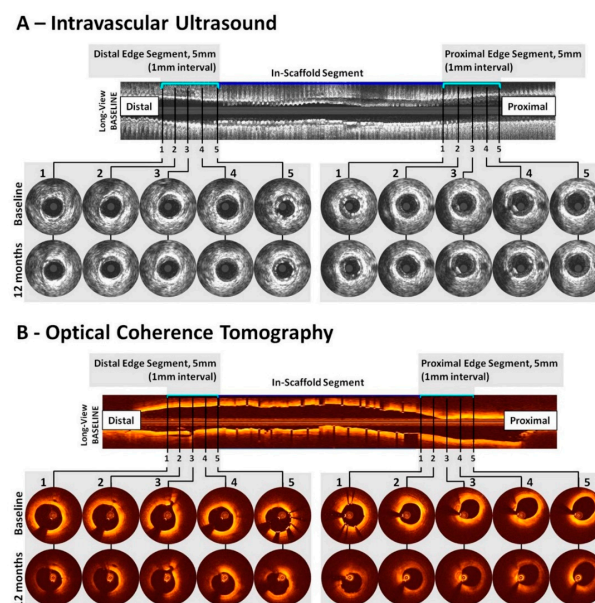 A – Intravascular Ultrasound
Distal Edge Segment, 5mm
(1mm interval)
In-Scaffold Segment
Proximal Edge Segment, 5mm
(1mm interval)
Long-View
BASELINE
Distal
Proximal
1 2 3 4 5
1 2 3 4 5
1 2 3 4 5
1 2 3 4 5
Baseline
12 months
B - Optical Coherence Tomography
Distal Edge Segment, 5mm
(1mm interval)
In-Scaffold Segment
Proximal Edge Segment, 5mm
(1mm interval)
Long-View
BASELINE
Distal
Proximal
1 2 3 4 5
1 2 3 4 5
1 2 3 4 5
1 2 3 4 5
Baseline
12 months